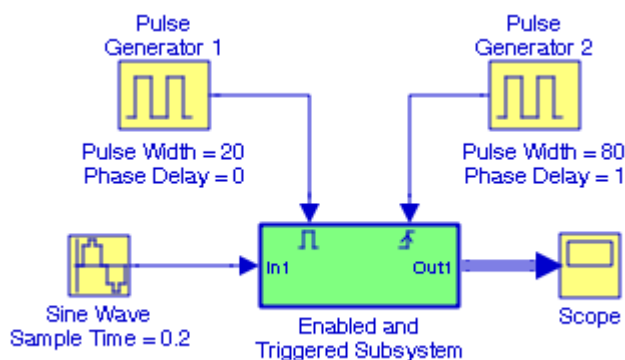 Pulse
Generator 1
Pulse
Generator 2
Pulse Width = 20
Phase Delay = 0
Pulse Width = 80
Phase Delay = 1
In1
Out1
Sine Wave
Sample Time = 0.2
Enabled and
Triggered Subsystem
Scope